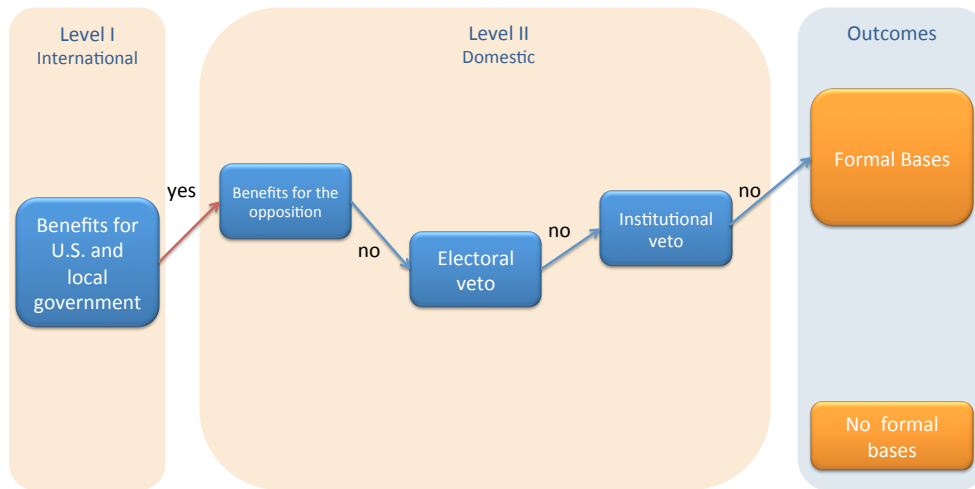 Level I
International
Level II
Domestic
Outcomes
yes
Benefits for
U.S. and
local
government
Benefits for the
opposition
no
Electoral
veto
no
Institutional
veto
no
Formal Bases
No formal
bases